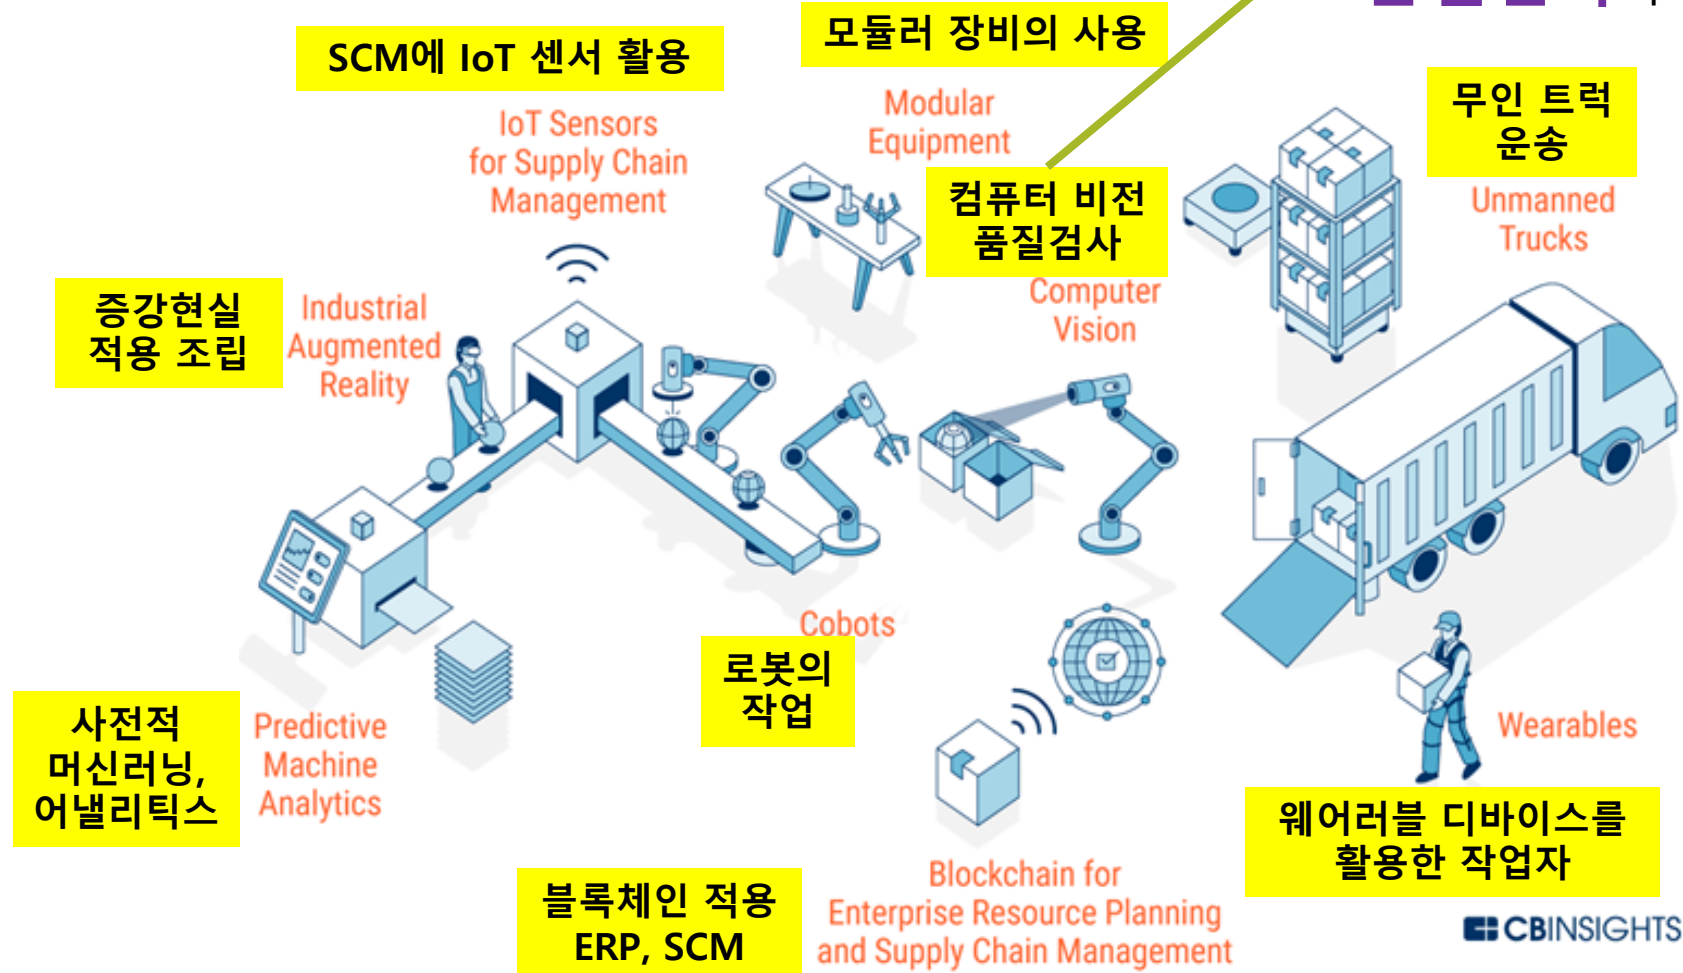 모듈러 장비의 사용
SCM에 IoT 센서 활용
무인 트럭
운송
Modular
Equipment
IoT Sensors
for Supply Chain
Management
컴퓨터 비전
품질검사
Unmanned
Trucks
Computer
Vision
증강현실
적용 조립
Industrial
Augmented
Reality
Cobots
로봇의
작업
사전적
머신러닝,
어낼리틱스
Predictive
Machine
Analytics
Wearables
웨어러블 디바이스를
활용한 작업자
블록체인 적용
ERP, SCM
Blockchain for
Enterprise Resource Planning
and Supply Chain Management
CBINSIGHTS